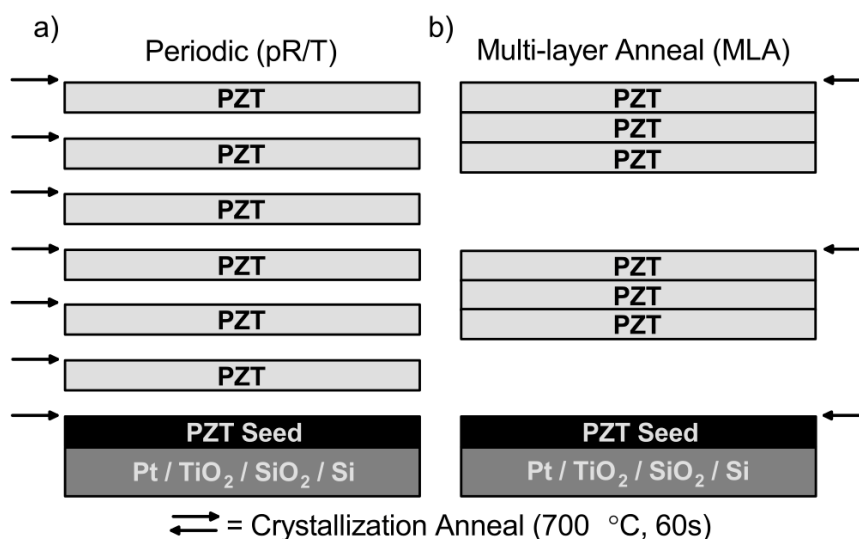 a)
Periodic (pR/T)
PZT
PZT
PZT
PZT
PZT
PZT
PZT Seed
Pt / TiO₂ / SiO₂ / Si
b)
Multi-layer Anneal (MLA)
PZT
PZT
PZT
PZT
PZT
PZT
PZT Seed
Pt / TiO₂ / SiO₂ / Si
= Crystallization Anneal (700 °C, 60s)